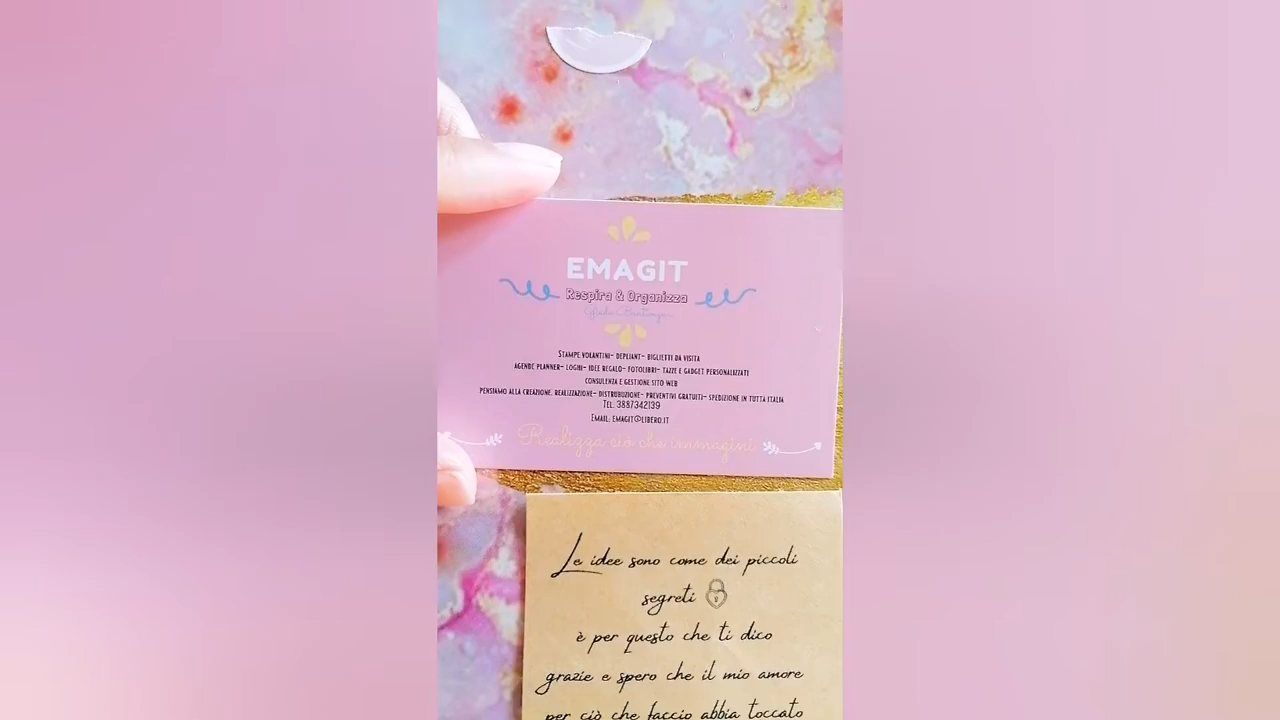 EMAGIT
Respira & Organizza
Stampe volantini- depliant- biglietti da visita
agende planner- loghi- idee regalo- fotolibri- tazze e gadget personalizzati
consulenza e gestione sito web
pensiamo alla creazione, realizzazione- distrubuzione- preventivi gratuiti- spedizione in tutta italia
Tel: 3887342139
Email: emagit@libero.it
Realizza ciò che immagini
Le idee sono come dei piccoli
segreti
è per questo che ti dico
grazie e spero che il mio amore
per ciò che faccio abbia toccato